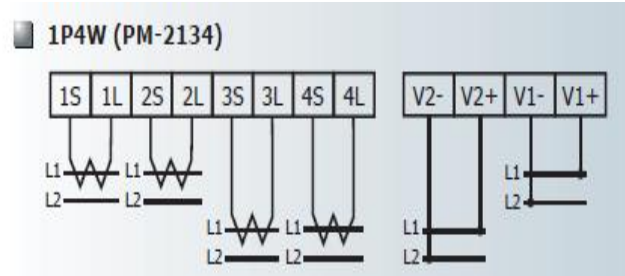 1P4W (PM-2134)
1S 1L 2S 2L 3S 3L 4S 4L V2- V2+ V1- V1+
L1 L1 L1
L2 L2 L2
L1 L1 L1
L2 L2 L2